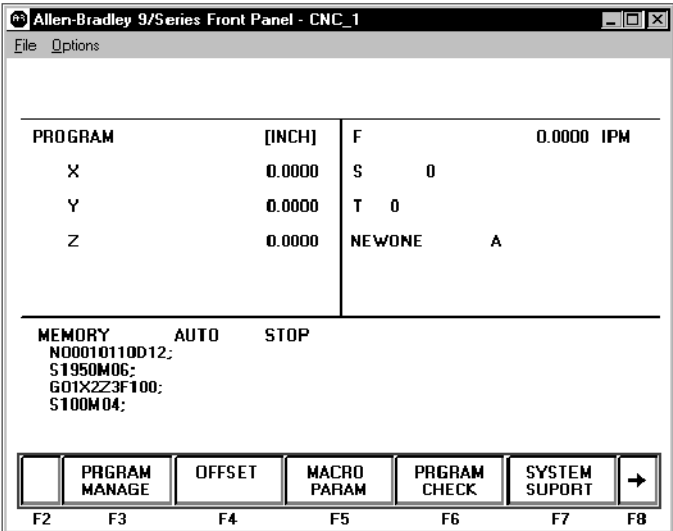 AB Allen-Bradley 9/Series Front Panel - CNC_1
File Options
PROGRAM [INCH] F 0.0000 IPM
X 0.0000 S 0
Y 0.0000 T 0
Z 0.0000 NEWONE A
MEMORY AUTO STOP
N00010110D12;
S1950M06;
G01X2Z3F100;
S100M04;
PRGRAM MANAGE
OFFSET
MACRO PARAM
PRGRAM CHECK
SYSTEM SUPORT
F2 F3 F4 F5 F6 F7 F8